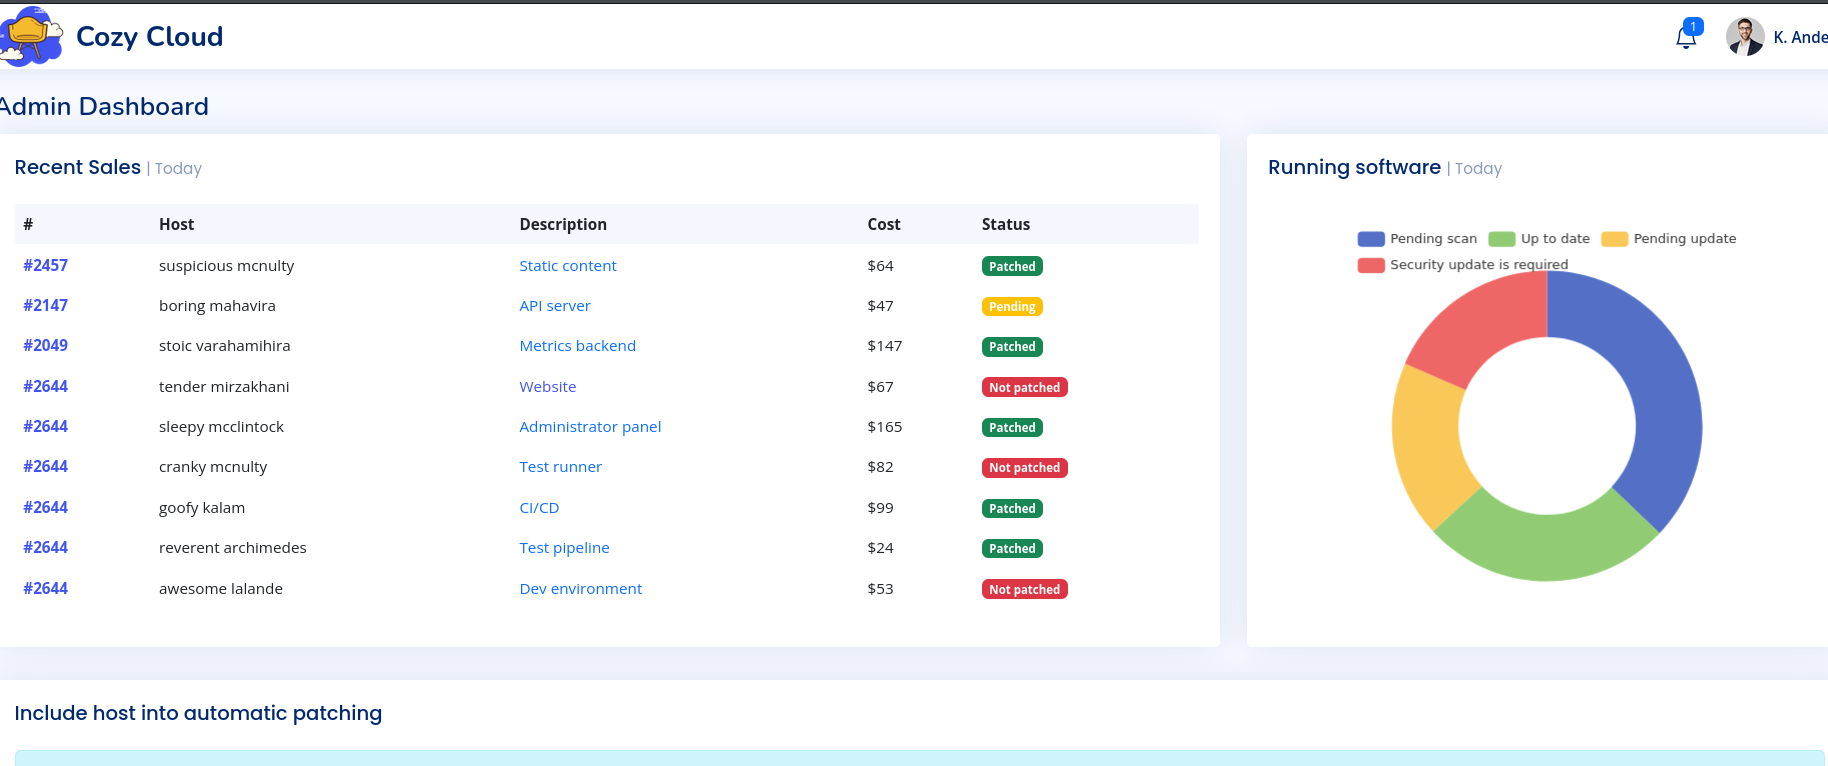 Cozy Cloud
1
K. Ande
Admin Dashboard
Recent Sales | Today
# Host Description Cost Status
#2457 suspicious mcnulty Static content $64 Patched
#2147 boring mahavira API server $47 Pending
#2049 stoic varahamihira Metrics backend $147 Patched
#2644 tender mirzakhani Website $67 Not patched
#2644 sleepy mcclintock Administrator panel $165 Patched
#2644 cranky mcnulty Test runner $82 Not patched
#2644 goofy kalam CI/CD $99 Patched
#2644 reverent archimedes Test pipeline $24 Patched
#2644 awesome lalande Dev environment $53 Not patched
Running software | Today
Pending scan Up to date Pending update
Security update is required
Include host into automatic patching